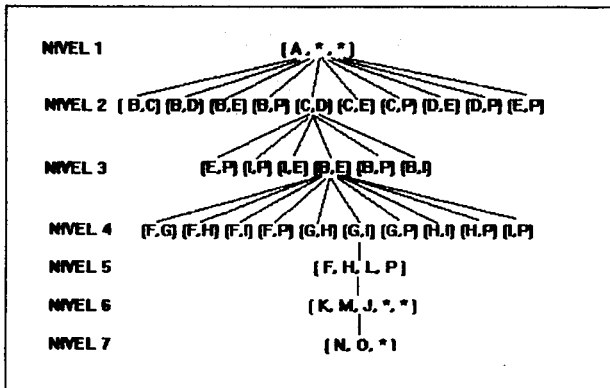 NIVEL 1 [A, *, *]
NIVEL 2 [B,C] [B,D] [B,E] [B,P] [C,D] [C,E] [C,P] [D,E] [D,P] [E,P]
NIVEL 3 [E,P] [I,P] [I,E] [B,E] [B,P] [B,I]
NIVEL 4 [F,G] [F,H] [F,I] [F,P] [G,H] [G,I] [G,P] [H,I] [H,P] [I,P]
NIVEL 5 [F, H, L, P]
NIVEL 6 [K, M, J, *, *]
NIVEL 7 [N, O, *]